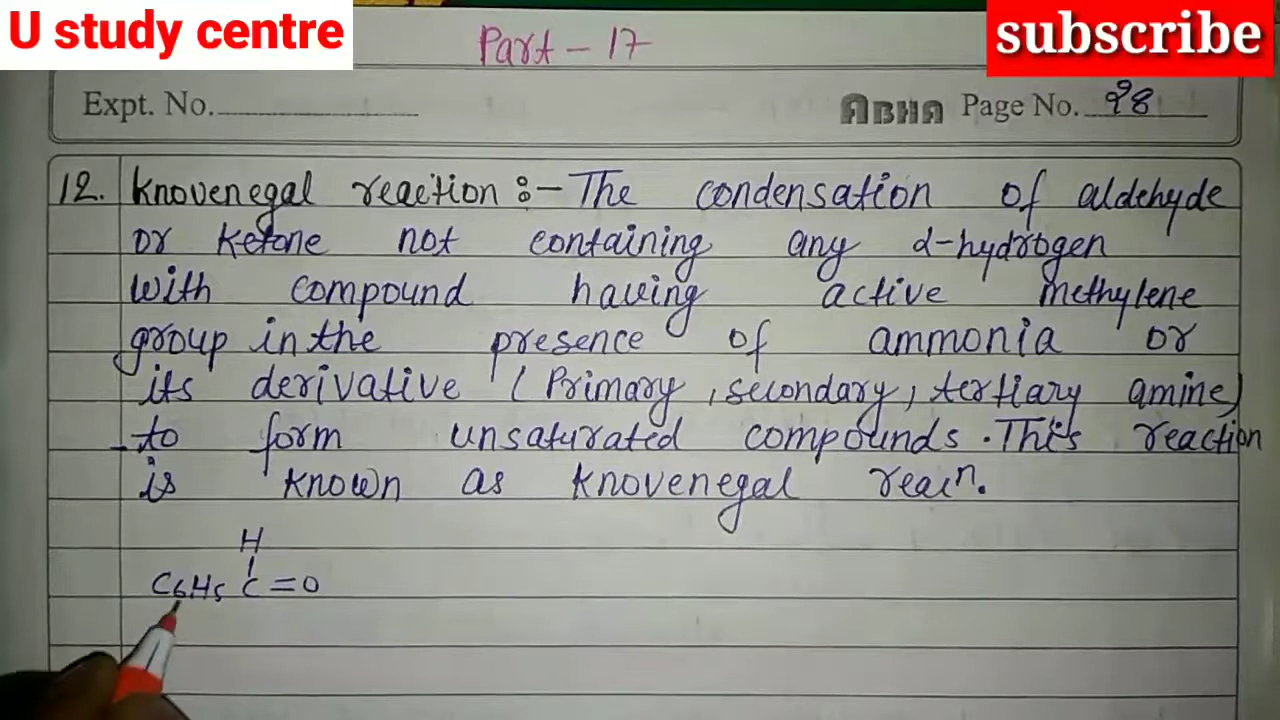 U study centre
Part - 17
subscribe
Expt. No.
ABHA Page No. 28
12. Knovenegal reaction :- The condensation of aldehyde
or Ketone not containing any α-hydrogen
with compound having active methylene
group in the presence of ammonia or
its derivative (Primary, secondary, tertiary amine)
to form unsaturated compounds. This reaction
is known as knovenegal reacn.
H
C6H5 C=O